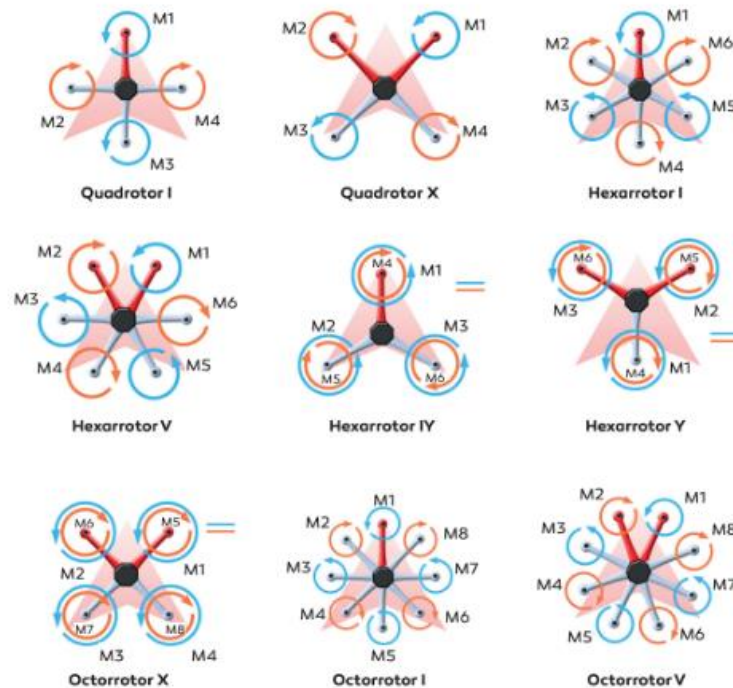 M1
M2 M4
M3
Quadrotor I
M2 M1
M3 M4
Quadrotor X
M1
M2 M6
M3 M5
M4
Hexarrotor I
M2 M1
M3 M6
M4 M5
Hexarrotor V
M4 M1
M2 M3
M5 M6
Hexarrotor IY
M6 M5
M3 M2
M4 M1
Hexarrotor Y
M6 M5
M2 M1
M7 M8
M3 M4
Octorrotor X
M1
M2 M8
M3 M7
M4 M6
M5
Octorrotor I
M2 M1
M3 M8
M4 M7
M5 M6
Octorrotor V